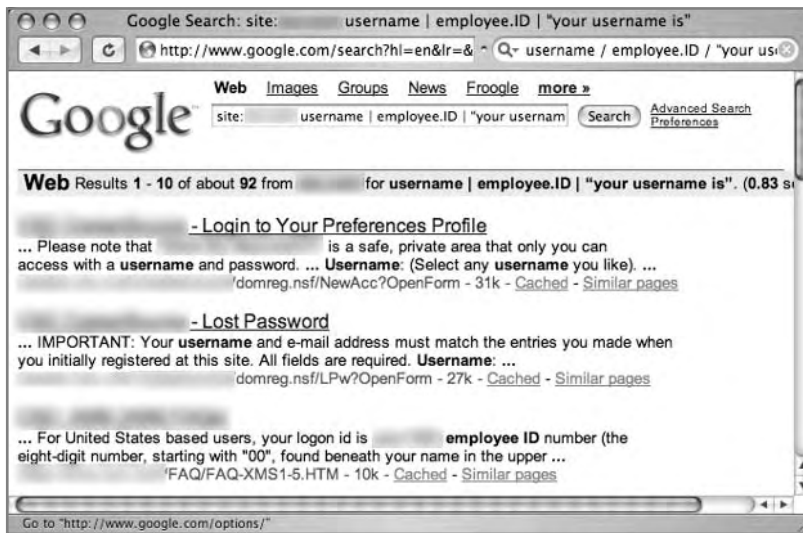 Google Search: site: username | employee.ID | "your username is"
http://www.google.com/search?hl=en&lr=& username / employee.ID / "your use
Web Images Groups News Froogle more »
Google™
site: username | employee.ID | "your usernam Search Advanced Search
Preferences
Web Results 1 - 10 of about 92 from for username | employee.ID | "your username is". (0.83 se
- Login to Your Preferences Profile
... Please note that is a safe, private area that only you can
access with a username and password. ... Username: (Select any username you like). ...
/domreg.nsf/NewAcc?OpenForm - 31k - Cached - Similar pages
- Lost Password
... IMPORTANT: Your username and e-mail address must match the entries you made when
you initially registered at this site. All fields are required. Username: ...
/domreg.nsf/LPw?OpenForm - 27k - Cached - Similar pages
... For United States based users, your logon id is employee ID number (the
eight-digit number, starting with "00", found beneath your name in the upper ...
/FAQ/FAQ-XMS1-5.HTM - 10k - Cached - Similar pages
Go to "http://www.google.com/options/"